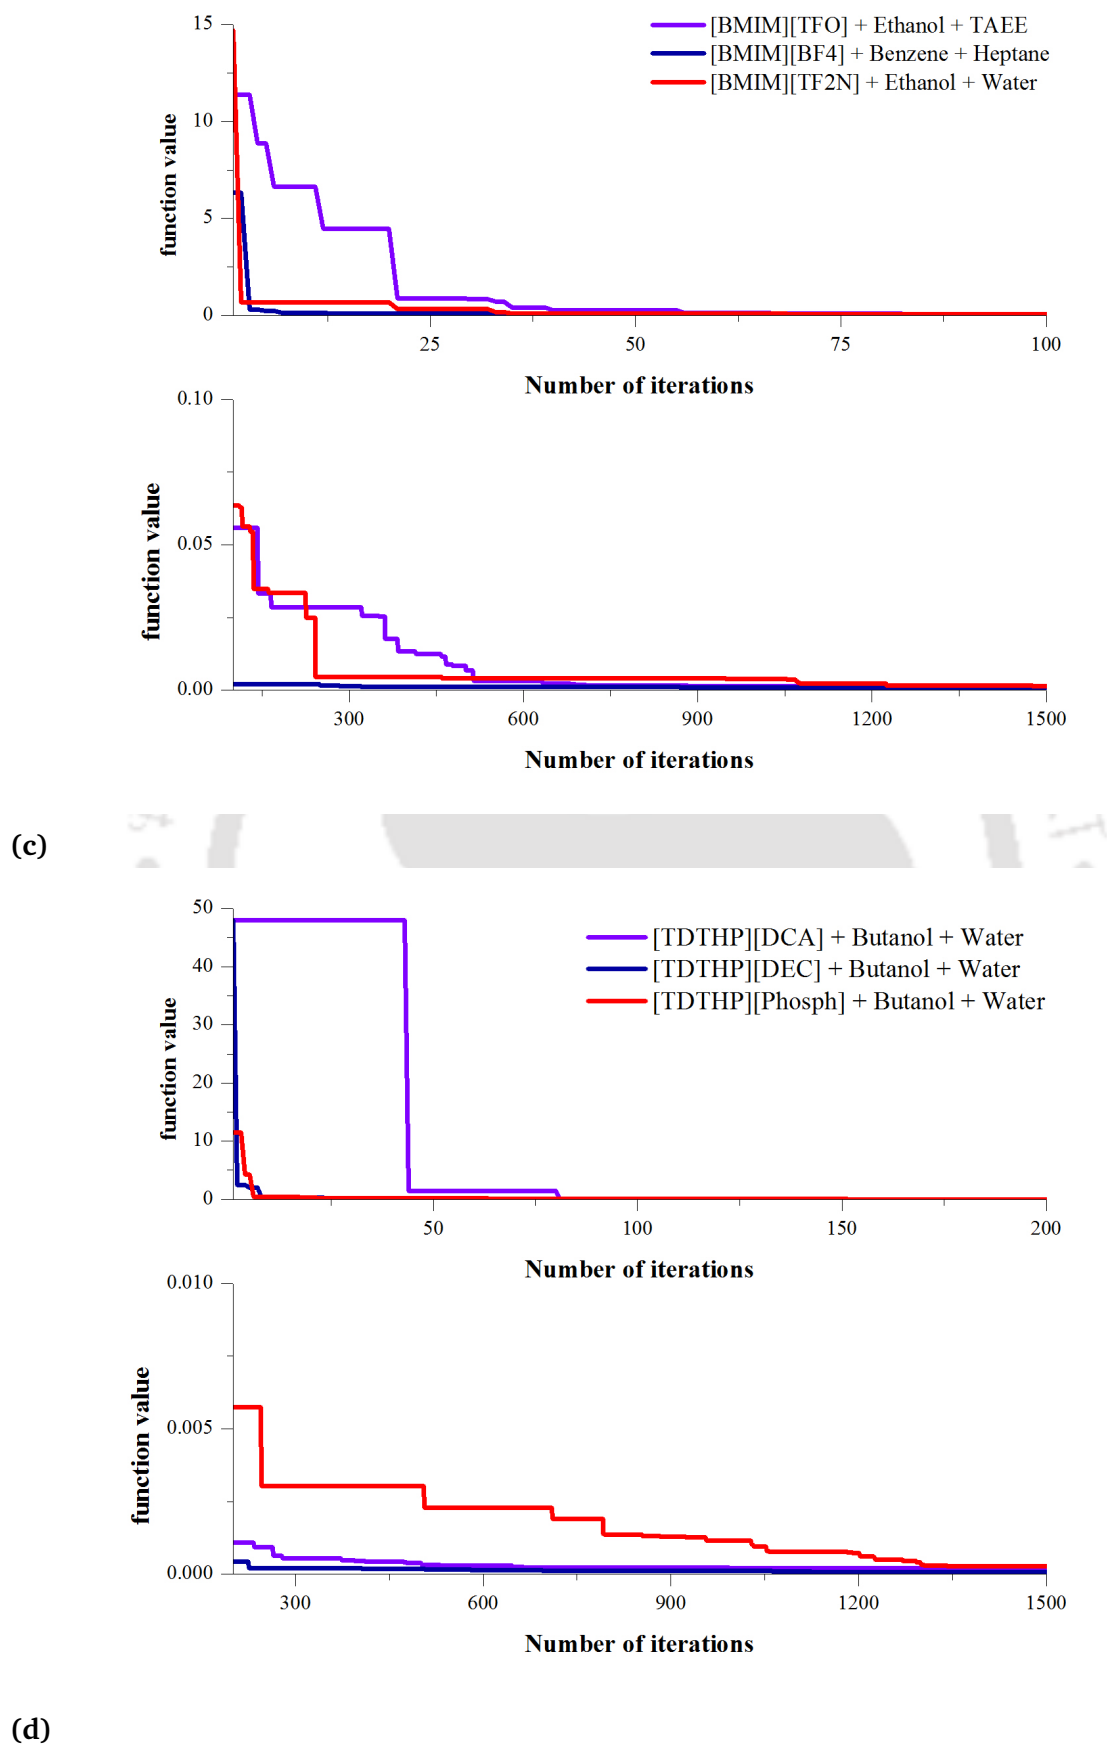 15
[BMIM][TFO] + Ethanol + TAEE
[BMIM][BF4] + Benzene + Heptane
[BMIM][TF2N] + Ethanol + Water
10
5
0
function value
25
50
75
100
Number of iterations
0.10
0.05
0.00
function value
300
600
900
1200
1500
Number of iterations
(c)
50
40
30
20
10
0
function value
[TDTHP][DCA] + Butanol + Water
[TDTHP][DEC] + Butanol + Water
[TDTHP][Phosph] + Butanol + Water
50
100
150
200
Number of iterations
0.010
0.005
0.000
function value
300
600
900
1200
1500
Number of iterations
(d)